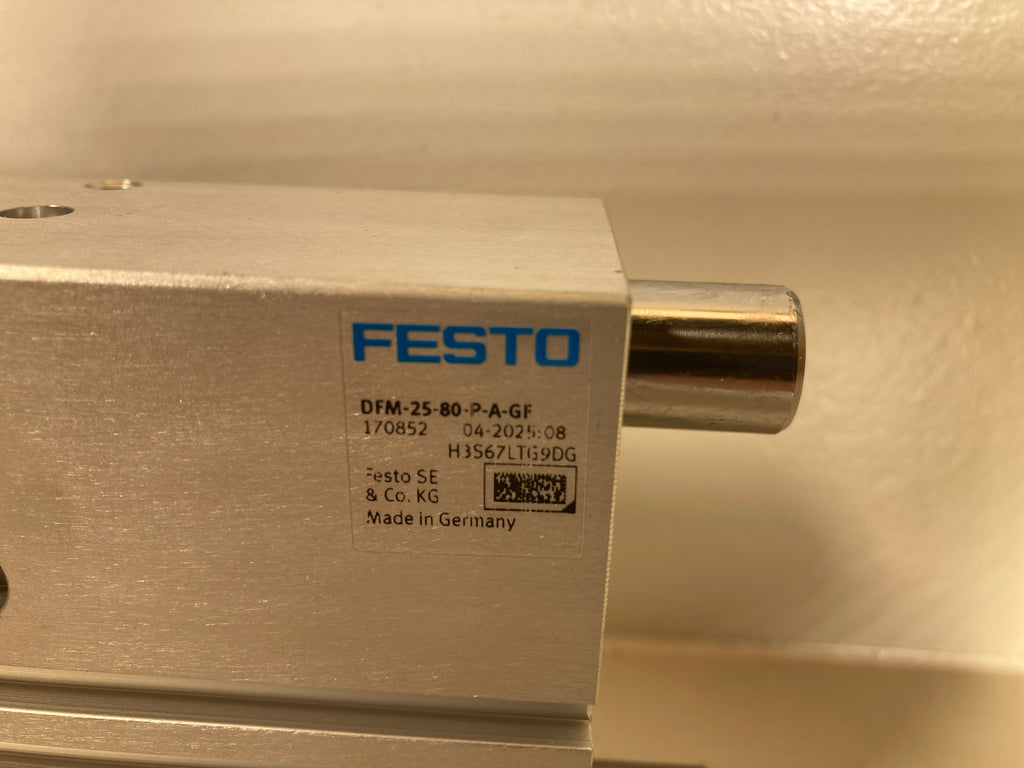 FESTO
DFM-25-80-P-A-GF
170852 04-2025:08
H3S67LTG9DG
Festo SE
& Co. KG
Made in Germany